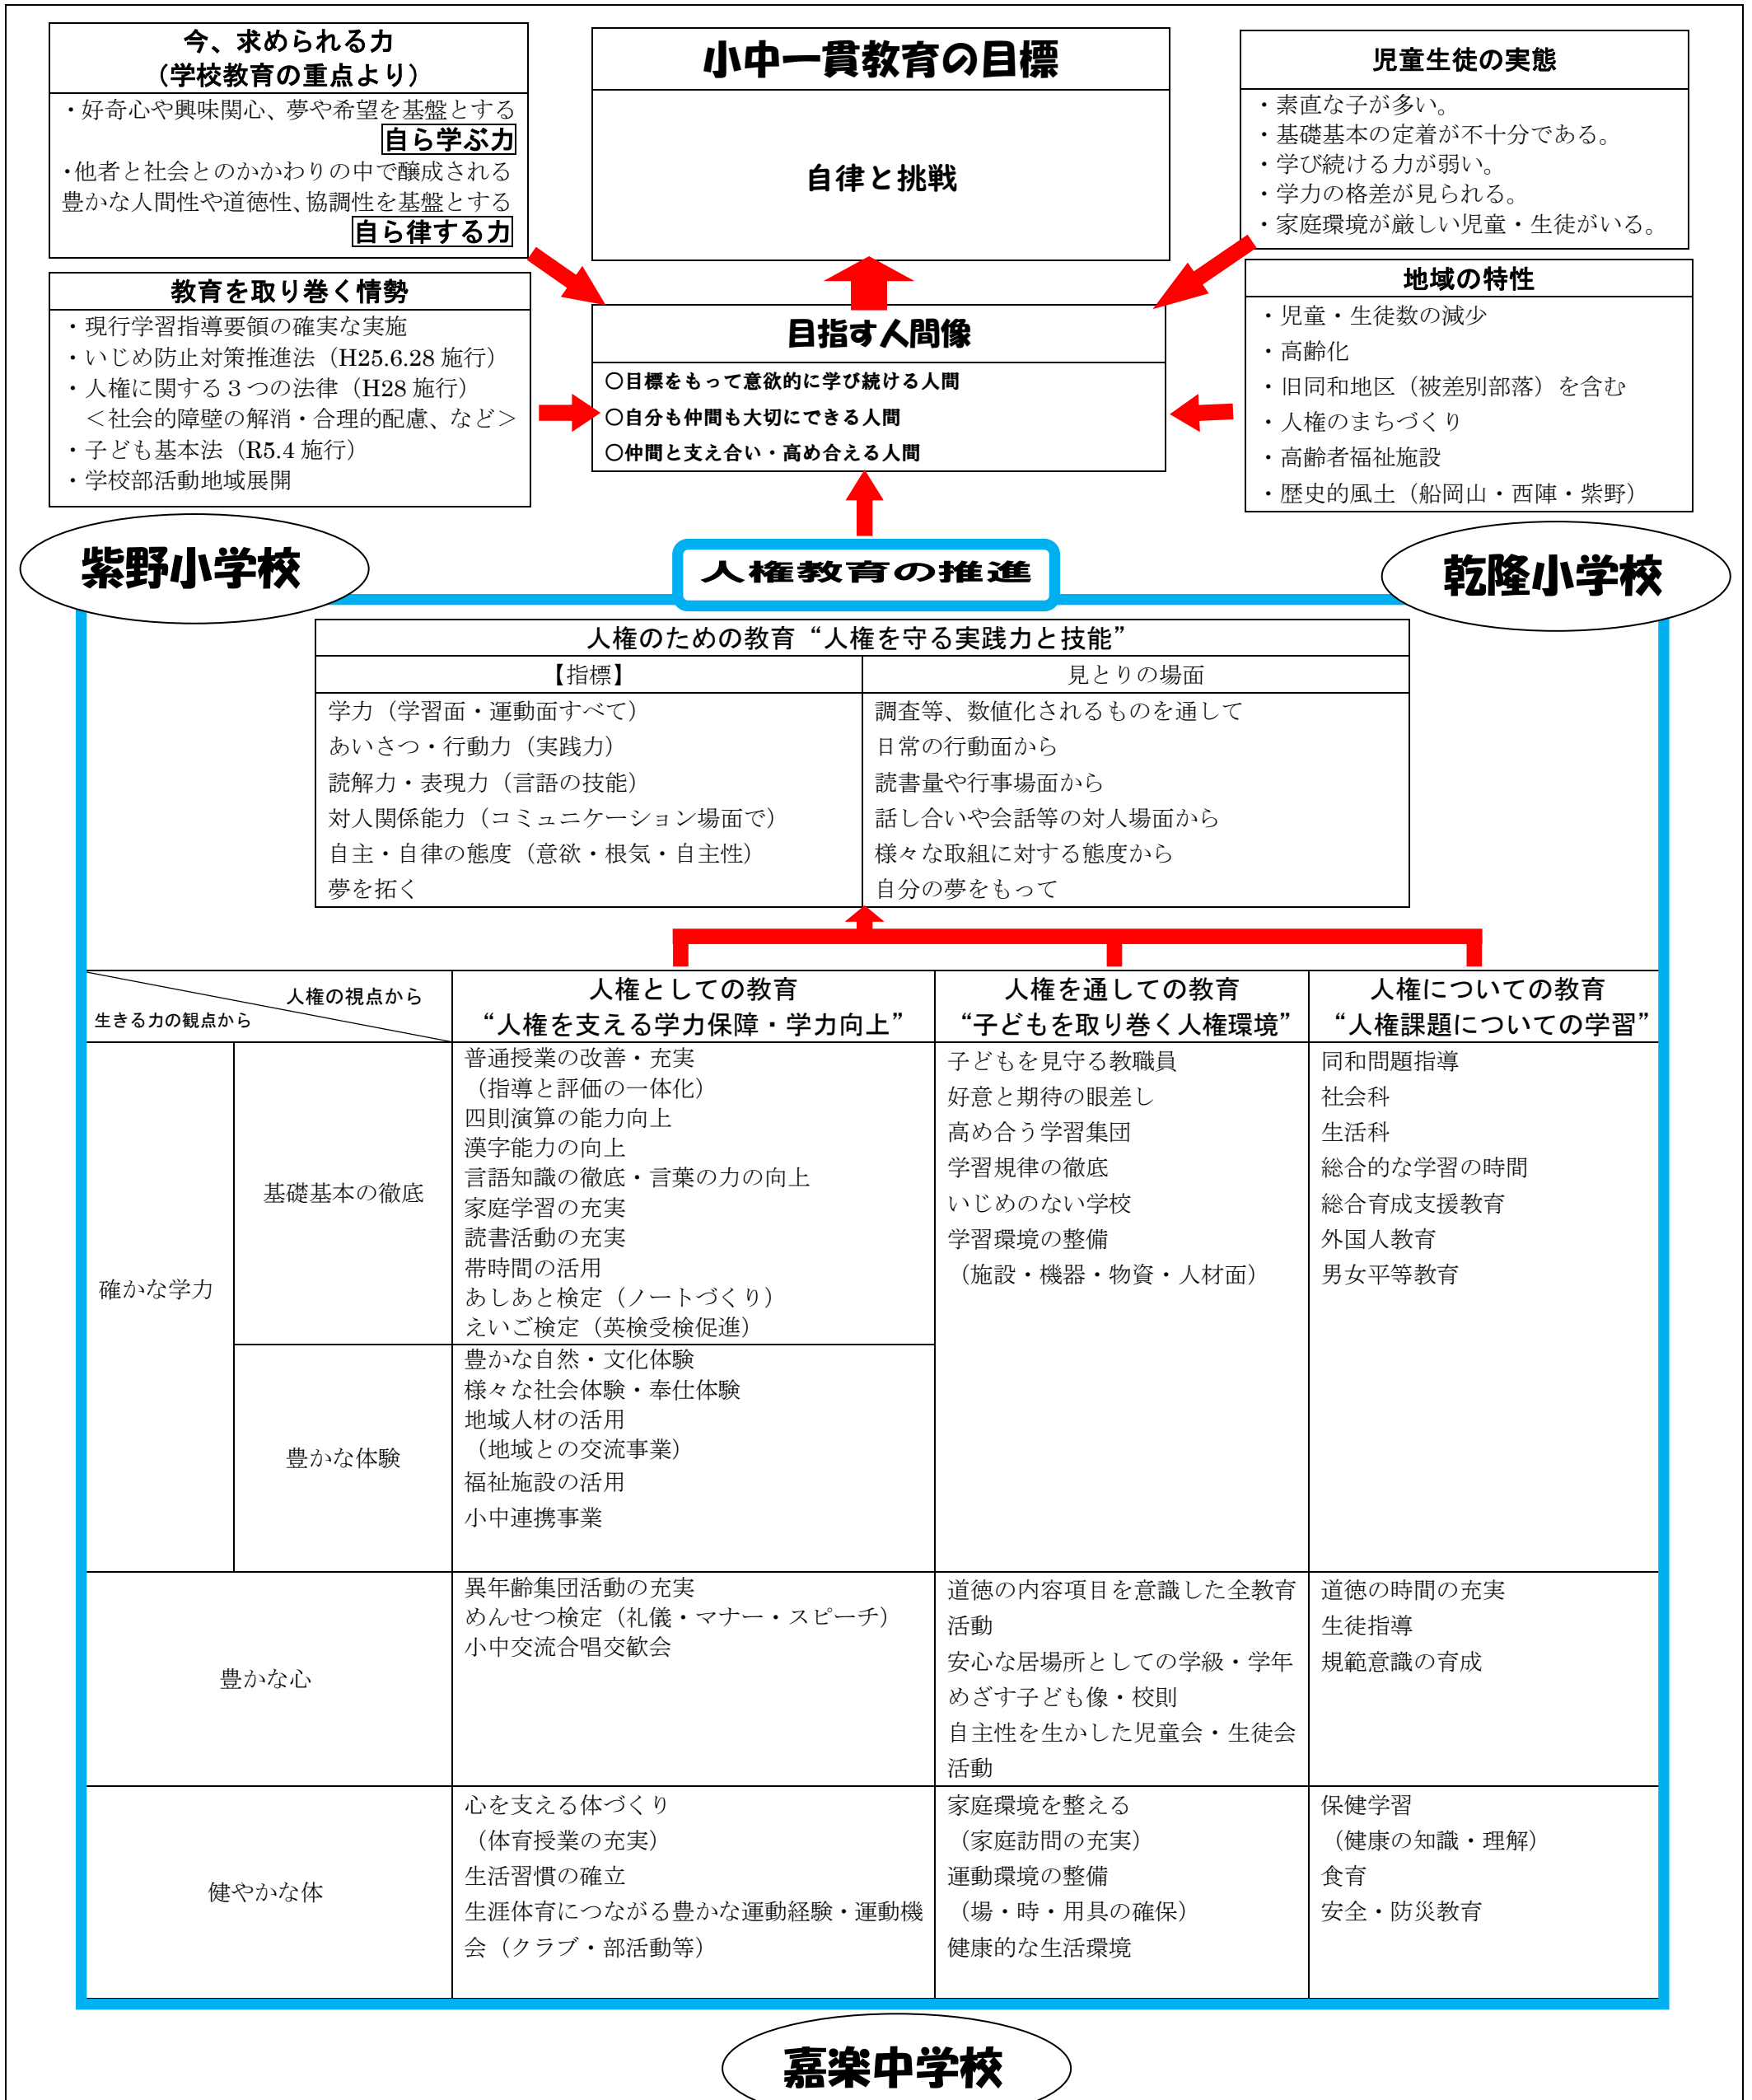 今、求められる力
（学校教育の重点より）
・好奇心や興味関心、夢や希望を基盤とする
自ら学ぶ力
・他者と社会とのかかわりの中で醸成される
豊かな人間性や道徳性、協調性を基盤とする
自ら律する力
小中一貫教育の目標
自律と挑戦
児童生徒の実態
・素直な子が多い。
・基礎基本の定着が不十分である。
・学び続ける力が弱い。
・学力の格差が見られる。
・家庭環境が厳しい児童・生徒がいる。
教育を取り巻く情勢
・現行学習指導要領の確実な実施
・いじめ防止対策推進法（H25.6.28 施行）
・人権に関する３つの法律（H28 施行）
＜社会的障壁の解消・合理的配慮、など＞
・子ども基本法（R5.4 施行）
・学校部活動地域展開
目指す人間像
○目標をもって意欲的に学び続ける人間
○自分も仲間も大切にできる人間
○仲間と支え合い・高め合える人間
地域の特性
・児童・生徒数の減少
・高齢化
・旧同和地区（被差別部落）を含む
・人権のまちづくり
・高齢者福祉施設
・歴史的風土（船岡山・西陣・紫野）
紫野小学校
人権教育の推進
乾隆小学校
人権のための教育“人権を守る実践力と技能”
【指標】
見とりの場面
学力（学習面・運動面すべて）
調査等、数値化されるものを通して
あいさつ・行動力（実践力）
日常の行動面から
読解力・表現力（言語の技能）
読書量や行事場面から
対人関係能力（コミュニケーション場面で）
話し合いや会話等の対人場面から
自主・自律の態度（意欲・根気・自主性）
様々な取組に対する態度から
夢を拓く
自分の夢をもって
人権の視点から
生きる力の観点から
人権としての教育
“人権を支える学力保障・学力向上”
人権を通しての教育
“子どもを取り巻く人権環境”
人権についての教育
“人権課題についての学習”
確かな学力
基礎基本の徹底
普通授業の改善・充実
（指導と評価の一体化）
四則演算の能力向上
漢字能力の向上
言語知識の徹底・言葉の力の向上
家庭学習の充実
読書活動の充実
帯時間の活用
あしあと検定（ノートづくり）
えいご検定（英検受検促進）
子どもを見守る教職員
好意と期待の眼差し
高め合う学習集団
学習規律の徹底
いじめのない学校
学習環境の整備
（施設・機器・物資・人材面）
同和問題指導
社会科
生活科
総合的な学習の時間
総合育成支援教育
外国人教育
男女平等教育
豊かな体験
豊かな自然・文化体験
様々な社会体験・奉仕体験
地域人材の活用
（地域との交流事業）
福祉施設の活用
小中連携事業
豊かな心
異年齢集団活動の充実
めんせつ検定（礼儀・マナー・スピーチ）
小中交流合唱交歓会
道徳の内容項目を意識した全教育
活動
安心な居場所としての学級・学年
めざす子ども像・校則
自主性を生かした児童会・生徒会
活動
道徳の時間の充実
生徒指導
規範意識の育成
健やかな体
心を支える体づくり
（体育授業の充実）
生活習慣の確立
生涯体育につながる豊かな運動経験・運動機
会（クラブ・部活動等）
家庭環境を整える
（家庭訪問の充実）
運動環境の整備
（場・時・用具の確保）
健康的な生活環境
保健学習
（健康の知識・理解）
食育
安全・防災教育
嘉楽中学校